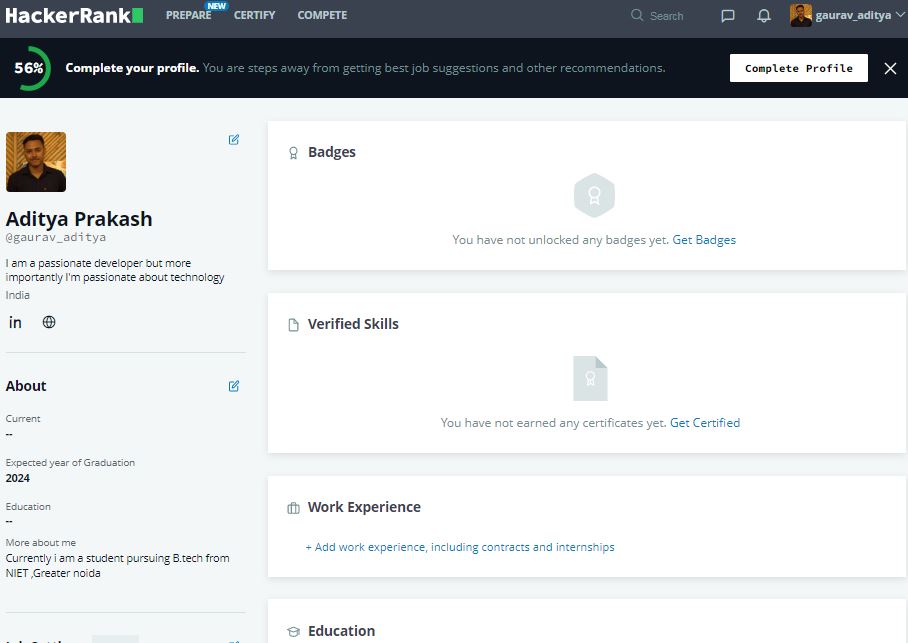 HackerRank
PREPARE NEW CERTIFY COMPETE Search gaurav_aditya
56% Complete your profile. You are steps away from getting best job suggestions and other recommendations. Complete Profile
Aditya Prakash
@gaurav_aditya
I am a passionate developer but more
importantly I'm passionate about technology
India
in
About
Current
--
Expected year of Graduation
2024
Education
--
More about me
Currently i am a student pursuing B.tech from
NIET ,Greater noida
Badges
You have not unlocked any badges yet. Get Badges
Verified Skills
You have not earned any certificates yet. Get Certified
Work Experience
+ Add work experience, including contracts and internships
Education